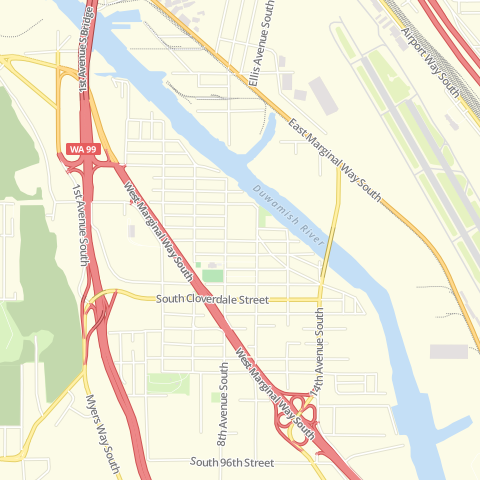 1st Avenue S Bridge
Ellis Avenue South
Airport Way South
East Marginal Way South
WA 99
West Marginal Way South
1st Avenue South
Duwamish River
South Cloverdale Street
14th Avenue South
West Marginal Way South
8th Avenue South
Myers Way South
South 96th Street